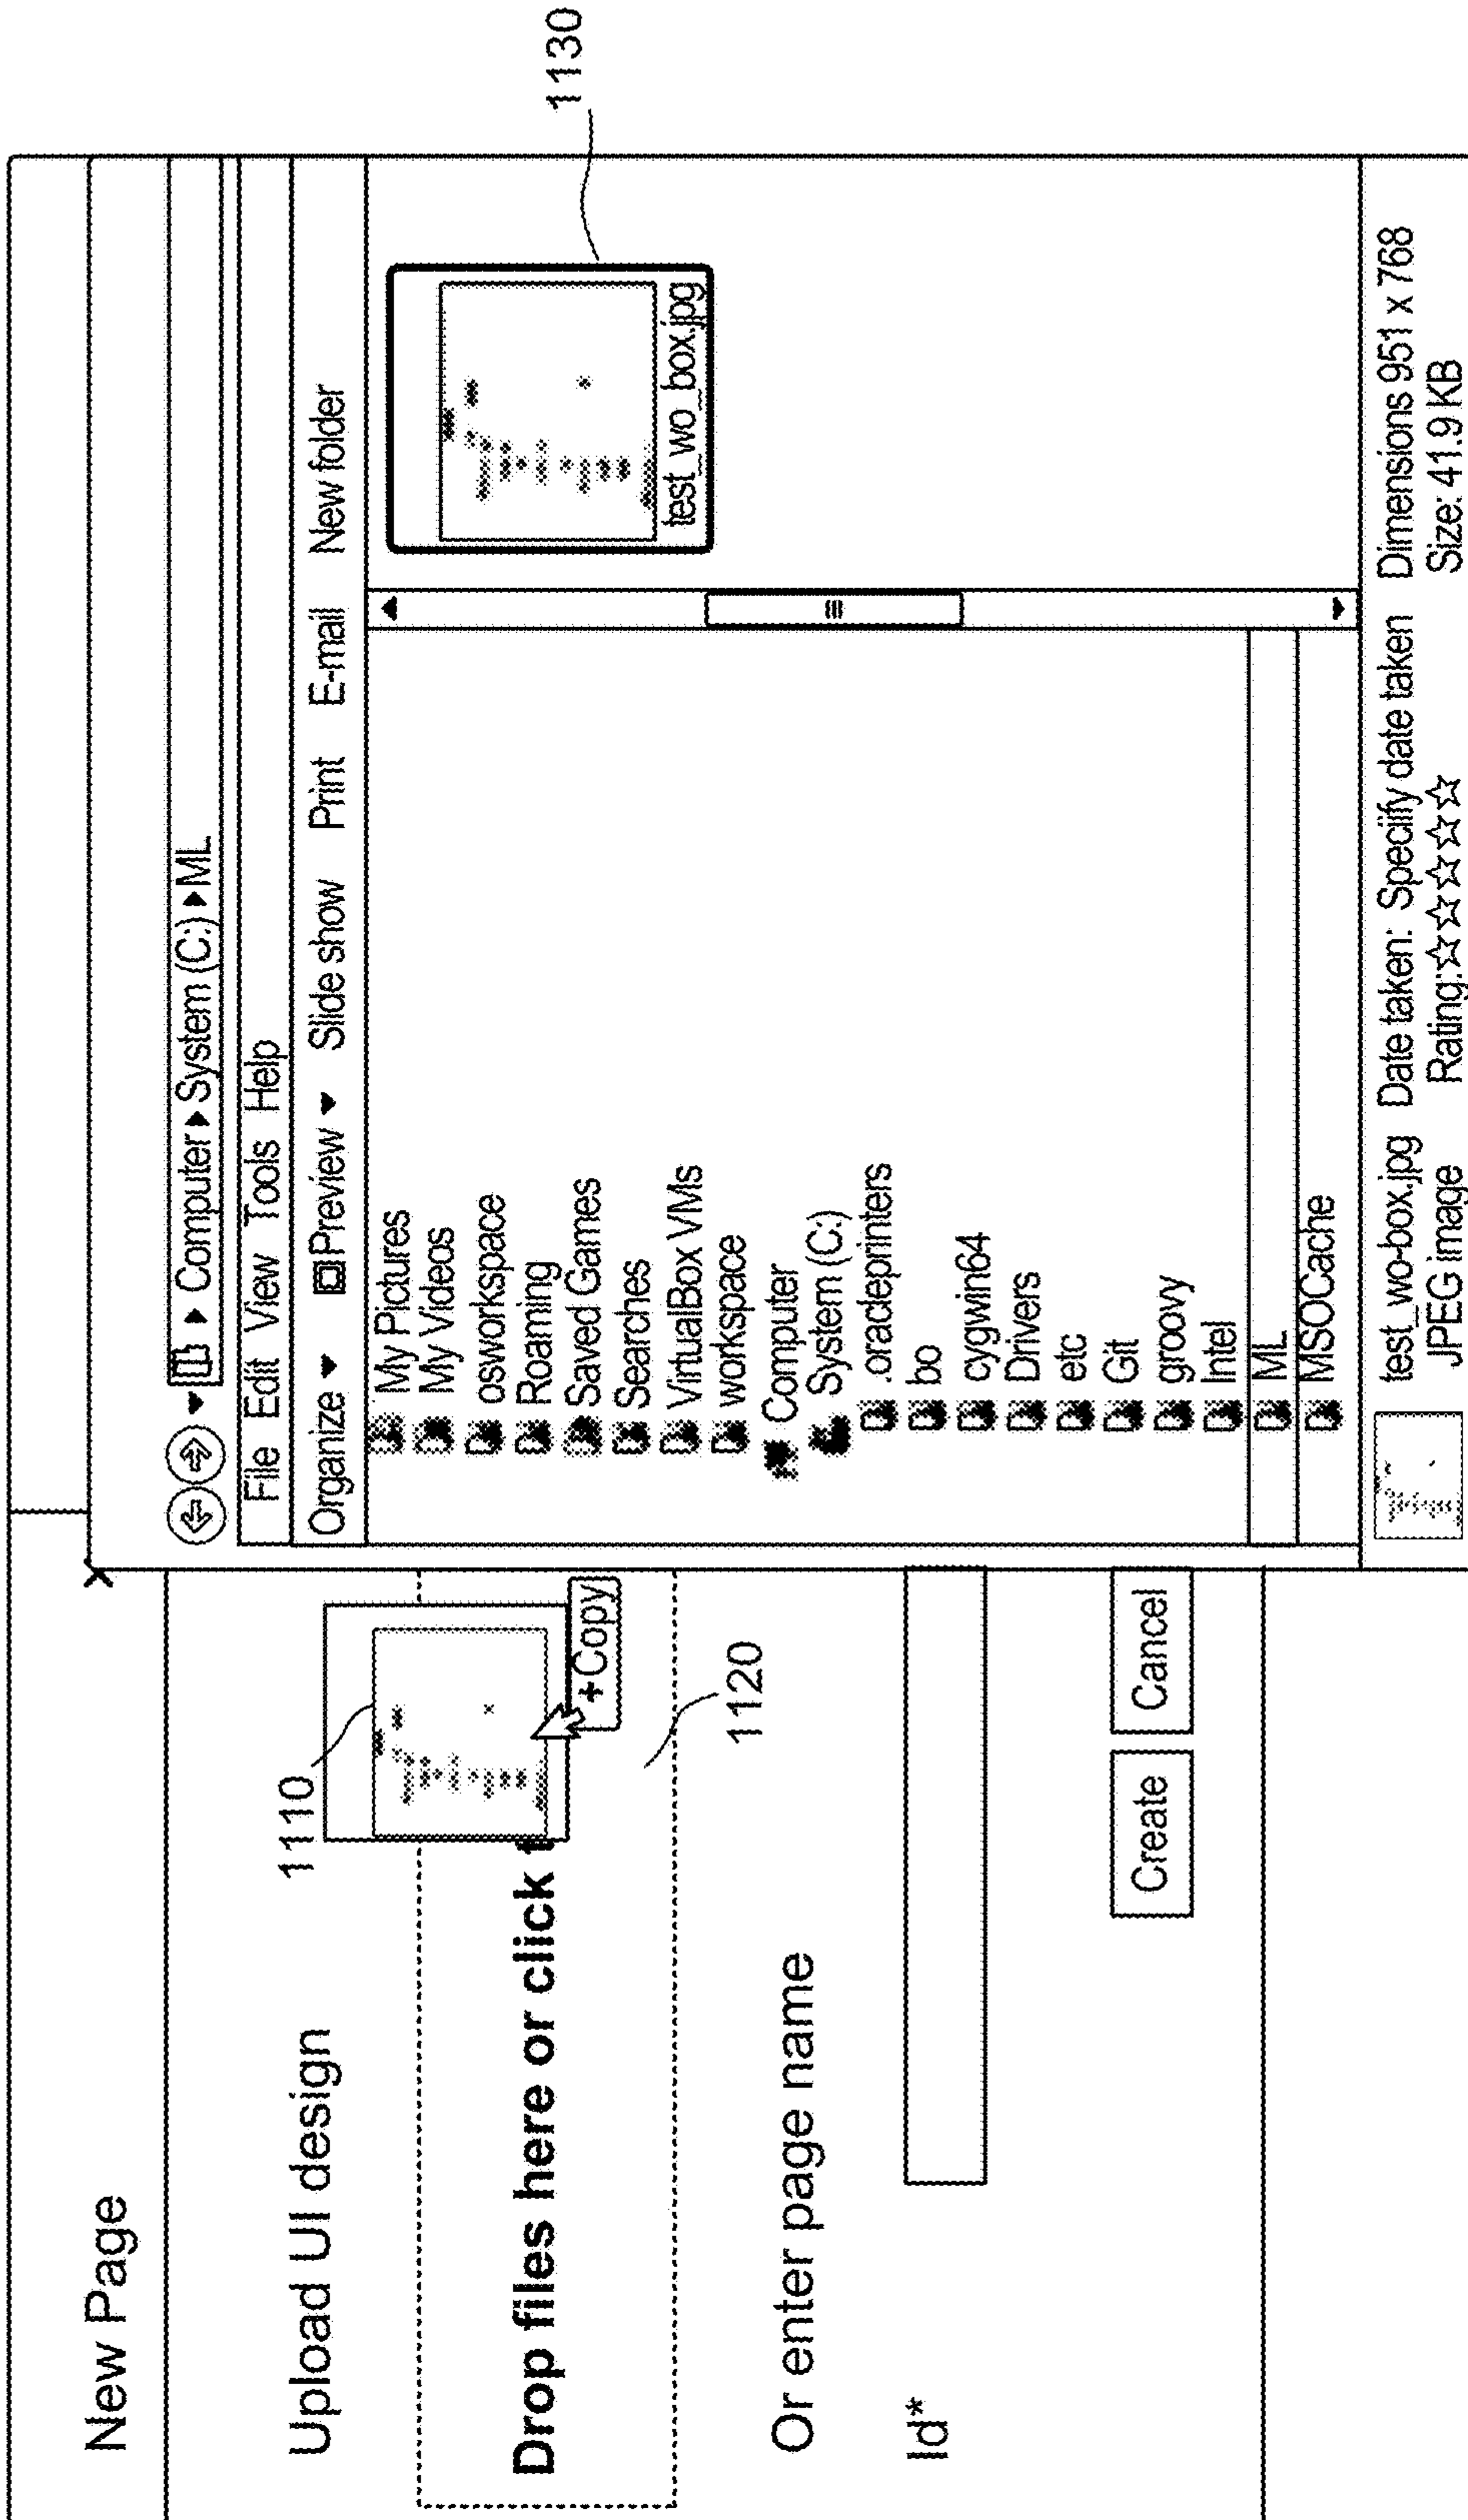 New Page
Upload UI design
1110
Drop files here or click t
+Copy
1120
Or enter page name
Id*
Create
Cancel
Computer ▸ System (C:) ▸ ML
File Edit View Tools Help
Organize ▾ Preview ▾ Slide show Print E-mail New folder
My Pictures
My Videos
osworkspace
Roaming
Saved Games
Searches
VirtualBox VMs
workspace
Computer
System (C:)
.oradeprinters
bo
cygwin64
Drivers
etc
Git
groovy
Intel
ML
MSOCache
test_wo_box.jpg
1130
test_wo-box.jpg Date taken: Speciify date taken Dimensions 951 x 768
JPEG image Rating:☆☆☆☆☆ Size: 41.9 KB